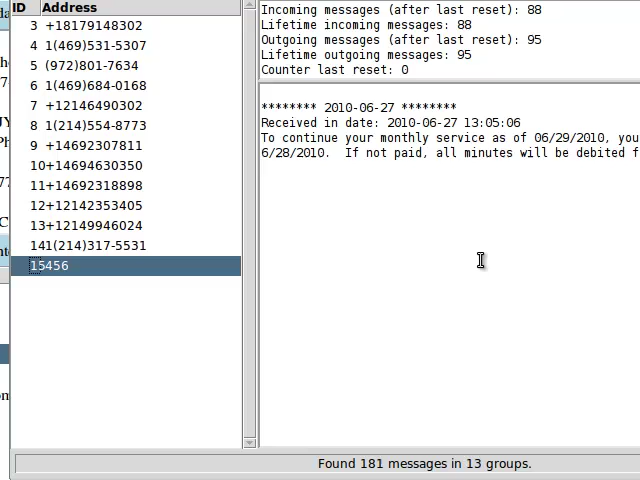 ID Address
3 +18179148302
4 1(469)531-5307
5 (972)801-7634
6 1(469)684-0168
7 +12146490302
8 1(214)554-8773
9 +14692307811
10+14694630350
11+14692318898
12+12142353405
13+12149946024
141(214)317-5531
15456
Incoming messages (after last reset): 88
Lifetime incoming messages: 88
Outgoing messages (after last reset): 95
Lifetime outgoing messages: 95
Counter last reset: 0
******** 2010-06-27 ********
Received in date: 2010-06-27 13:05:06
To continue your monthly service as of 06/29/2010, you
6/28/2010. If not paid, all minutes will be debited f
Found 181 messages in 13 groups.